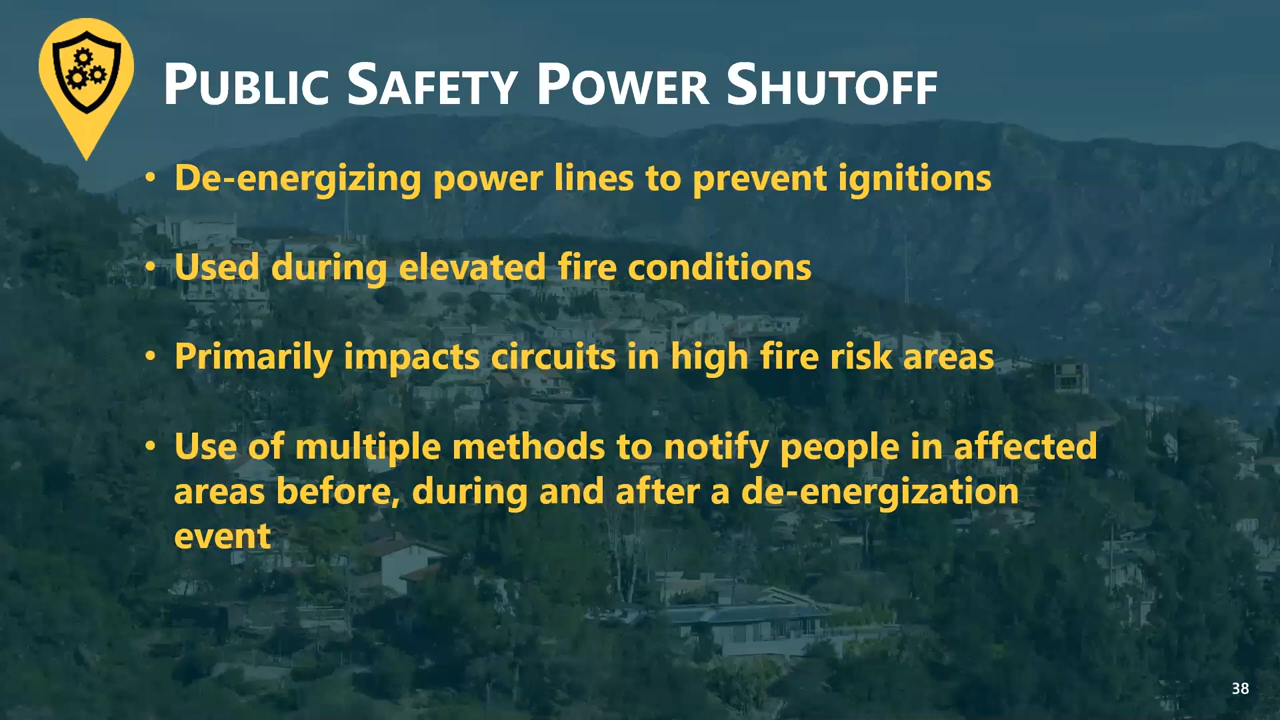 PUBLIC SAFETY POWER SHUTOFF
• De-energizing power lines to prevent ignitions
• Used during elevated fire conditions
• Primarily impacts circuits in high fire risk areas
• Use of multiple methods to notify people in affected
areas before, during and after a de-energization
event
38